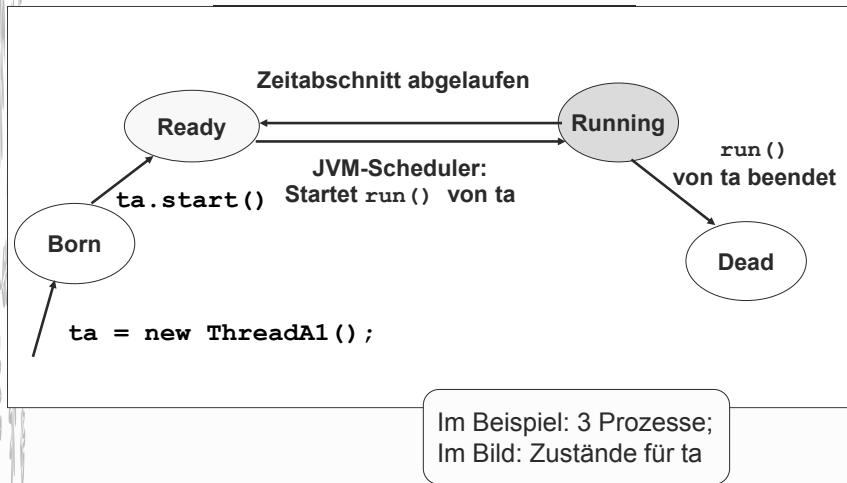 Zeitabschnitt abgelaufen
Ready
Running
JVM-Scheduler:
Startet run() von ta
run()
von ta beendet
ta.start()
Born
Dead
ta = new ThreadA1();
Im Beispiel: 3 Prozesse;
Im Bild: Zustände für ta